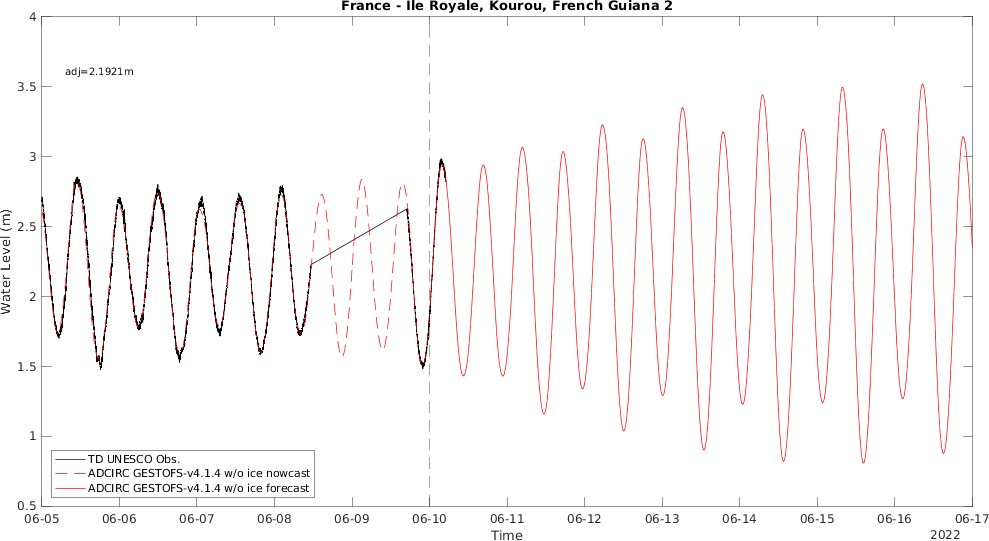 France - Ile Royale, Kourou, French Guiana 2
4
3.5
3
2.5
2
1.5
1
0.5
Water Level (m)
adj=2.1921m
TD UNESCO Obs.
ADCIRC GESTOFS-v4.1.4 w/o ice nowcast
ADCIRC GESTOFS-v4.1.4 w/o ice forecast
06-05 06-06 06-07 06-08 06-09 06-10 06-11 06-12 06-13 06-14 06-15 06-16 06-17
Time
2022